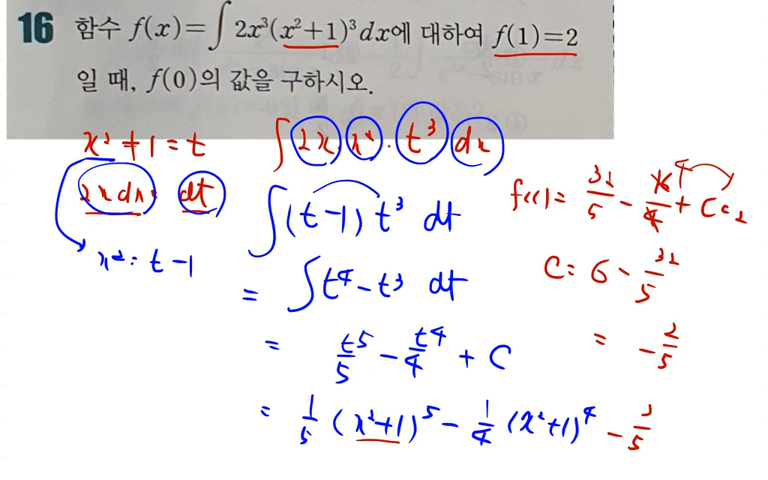 16 함수 f(x)=∫ 2x³(x²+1)³dx에 대하여 f(1)=2
일 때, f(0)의 값을 구하시오.
x²+1=t
2xdx=dt
x²=t-1
∫2x x²·t³ dx
∫(t-1)t³ dt
= ∫t⁴-t³ dt
= t⁵/5 - t⁴/4 + C
= 1/5 (x²+1)⁵ - 1/4 (x²+1)⁴ - 2/5
f(1)= 32/5 - 16/4 + C=2
C= 6 - 32/5
= -2/5